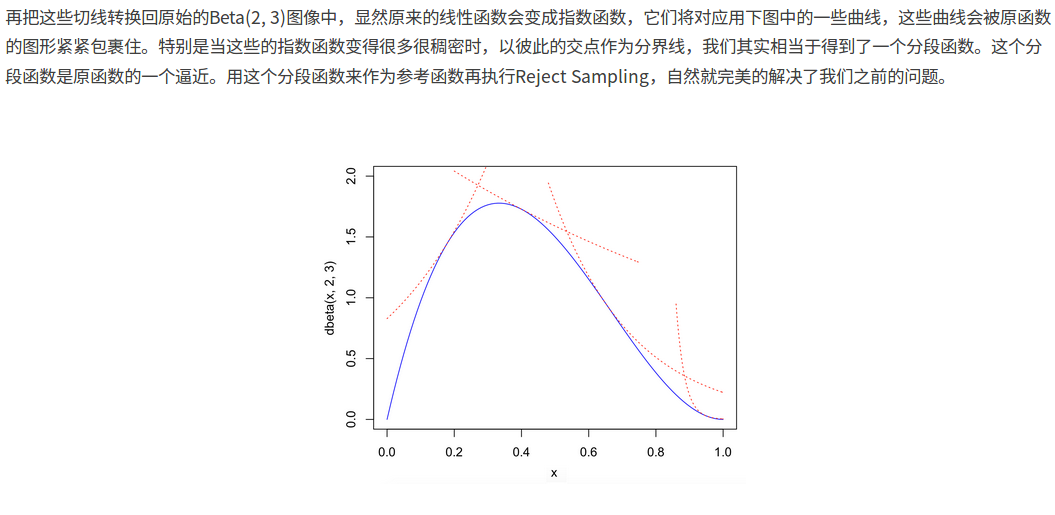 再把这些切线转换回原始的Beta(2, 3)图像中，显然原来的线性函数会变成指数函数，它们将对应用下图中的一些曲线，这些曲线会被原函数
的图形紧紧包裹住。特别是当这些的指数函数变得很多很稠密时，以彼此的交点作为分界线，我们其实相当于得到了一个分段函数。这个分
段函数是原函数的一个逼近。用这个分段函数来作为参考函数再执行Reject Sampling，自然就完美的解决了我们之前的问题。
2.0
1.5
1.0
0.5
0.0
dbeta(x, 2, 3)
0.0 0.2 0.4 0.6 0.8 1.0
x